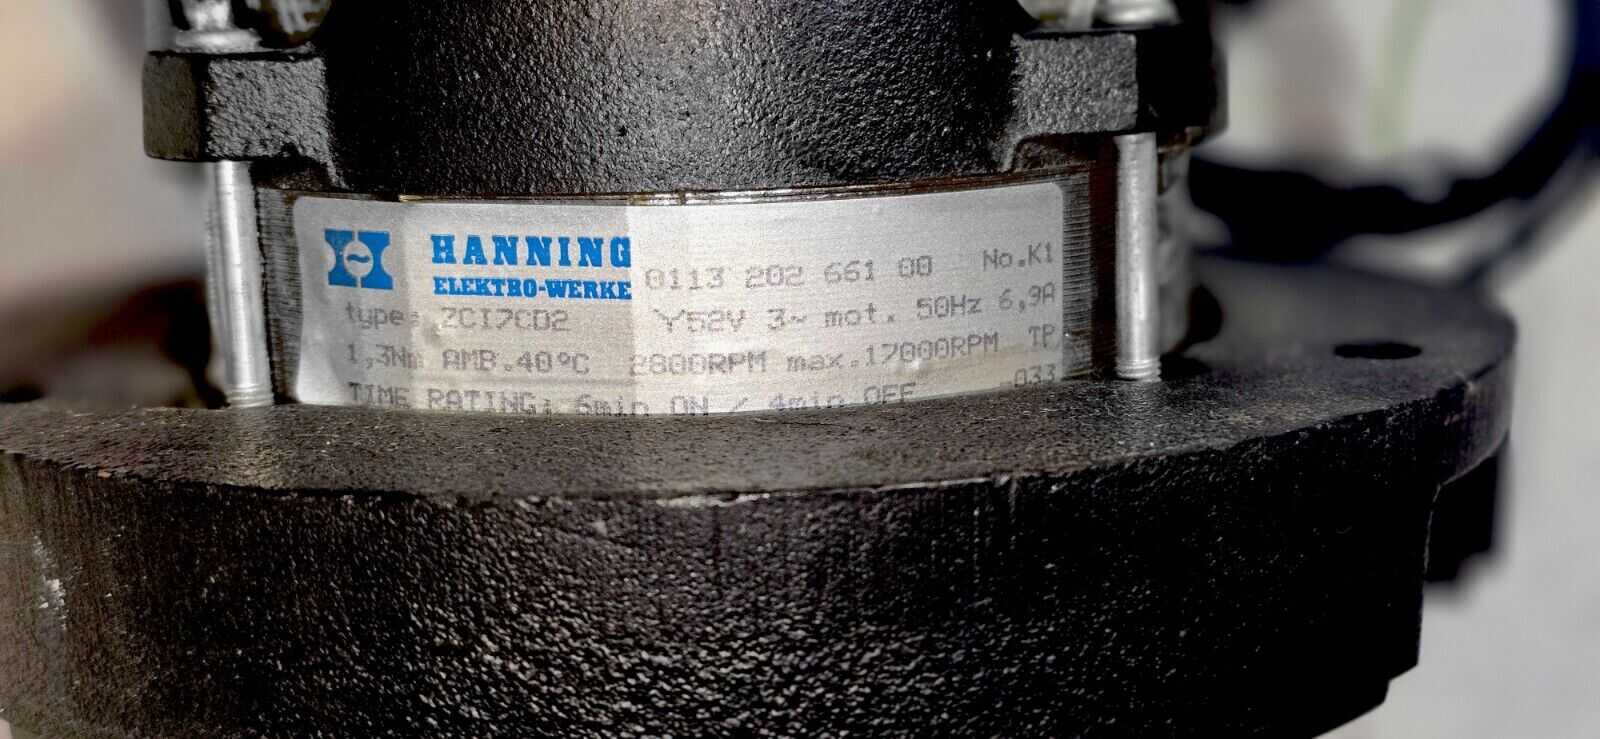 HANNING
ELEKTRO-WERKE
0113 202 661 00 No.K1
type: ZCI7CD2 Y52V 3~ mot. 50Hz 6,9A
1,3Nm AMB.40°C 2800RPM max.17000RPM TP
TIME RATING: 6min ON / 4min OFF -033